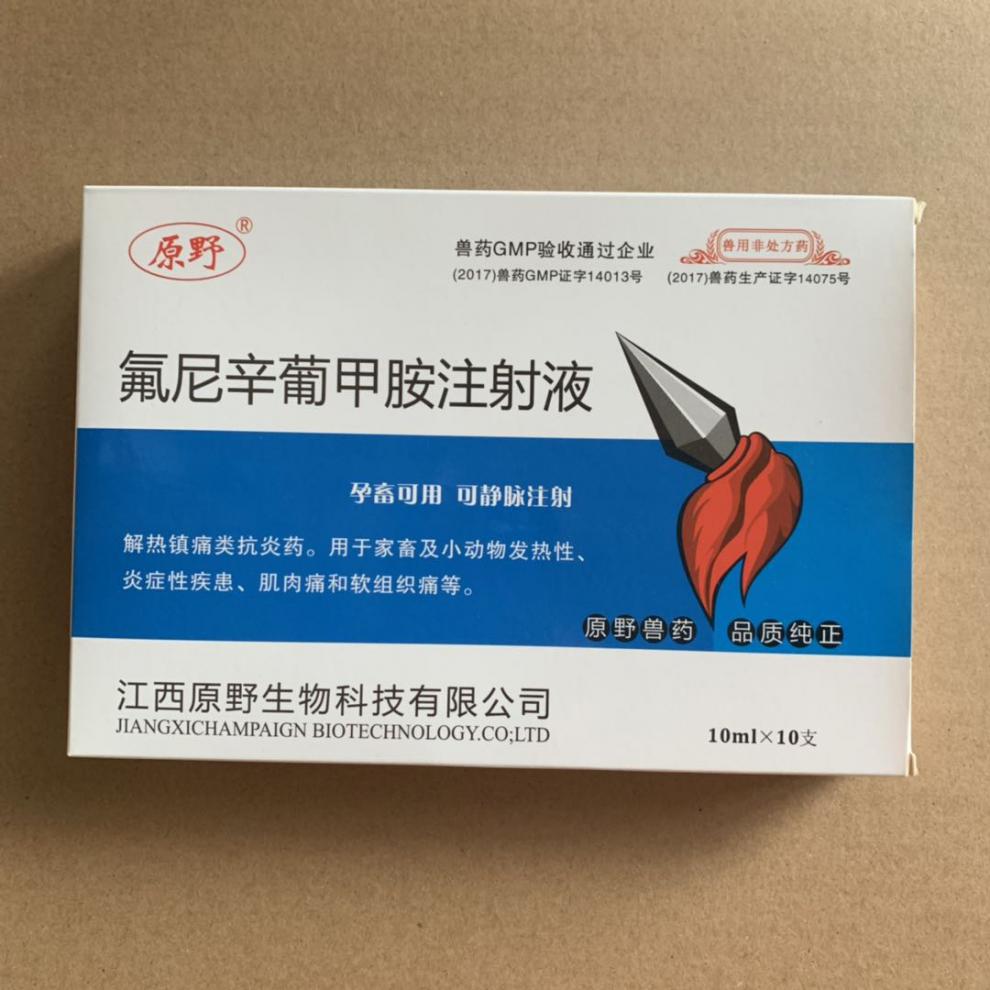 原野®
兽药GMP验收通过企业
(2017)兽药GMP证字14013号
兽用非处方药
(2017)兽药生产证字14075号
氟尼辛葡甲胺注射液
孕畜可用 可静脉注射
解热镇痛类抗炎药。用于家畜及小动物发热性、
炎症性疾患、肌肉痛和软组织痛等。
原野兽药 品质纯正
江西原野生物科技有限公司
JIANGXICHAMPAIGN BIOTECHNOLOGY.CO;LTD
10ml×10支